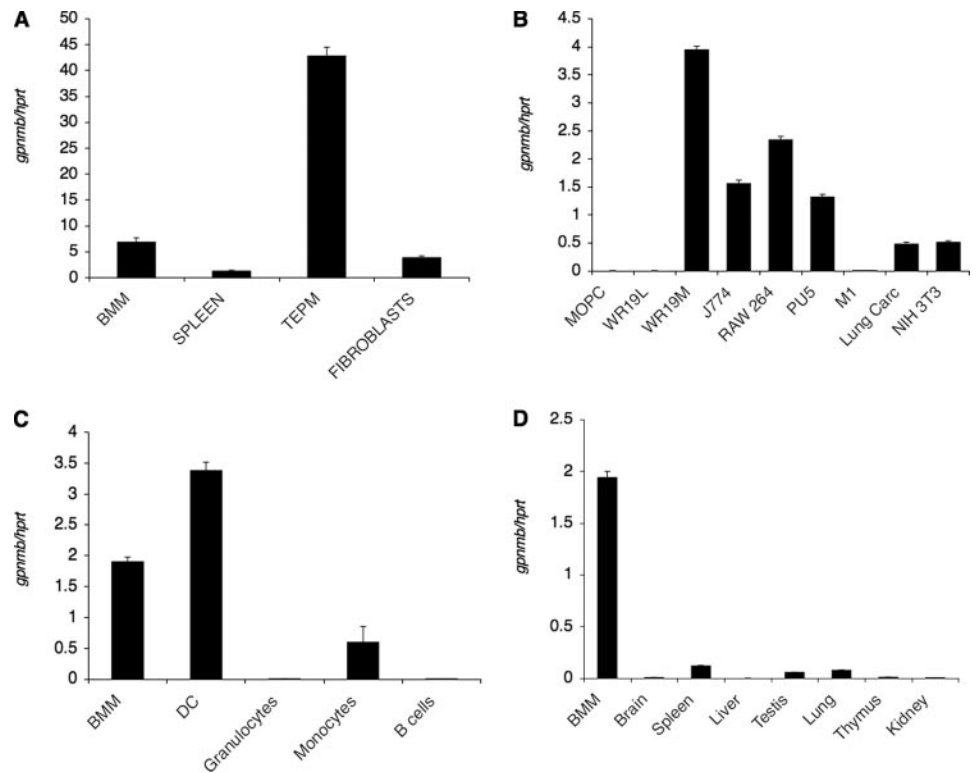 A
gpnmb/hprt
50
45
40
35
30
25
20
15
10
5
0
BMM
SPLEEN
TEPM
FIBROBLASTS
B
gpnmb/hprt
4.5
4
3.5
3
2.5
2
1.5
1
0.5
0
MOPC
WR19L
WR19M
J774
RAW 264
PU5
M1
Lung Carc
NIH 3T3
C
gpnmb/hprt
4
3.5
3
2.5
2
1.5
1
0.5
0
BMM
DC
Granulocytes
Monocytes
B cells
D
gpnmb/hprt
2.5
2
1.5
1
0.5
0
BMM
Brain
Spleen
Liver
Testis
Lung
Thymus
Kidney